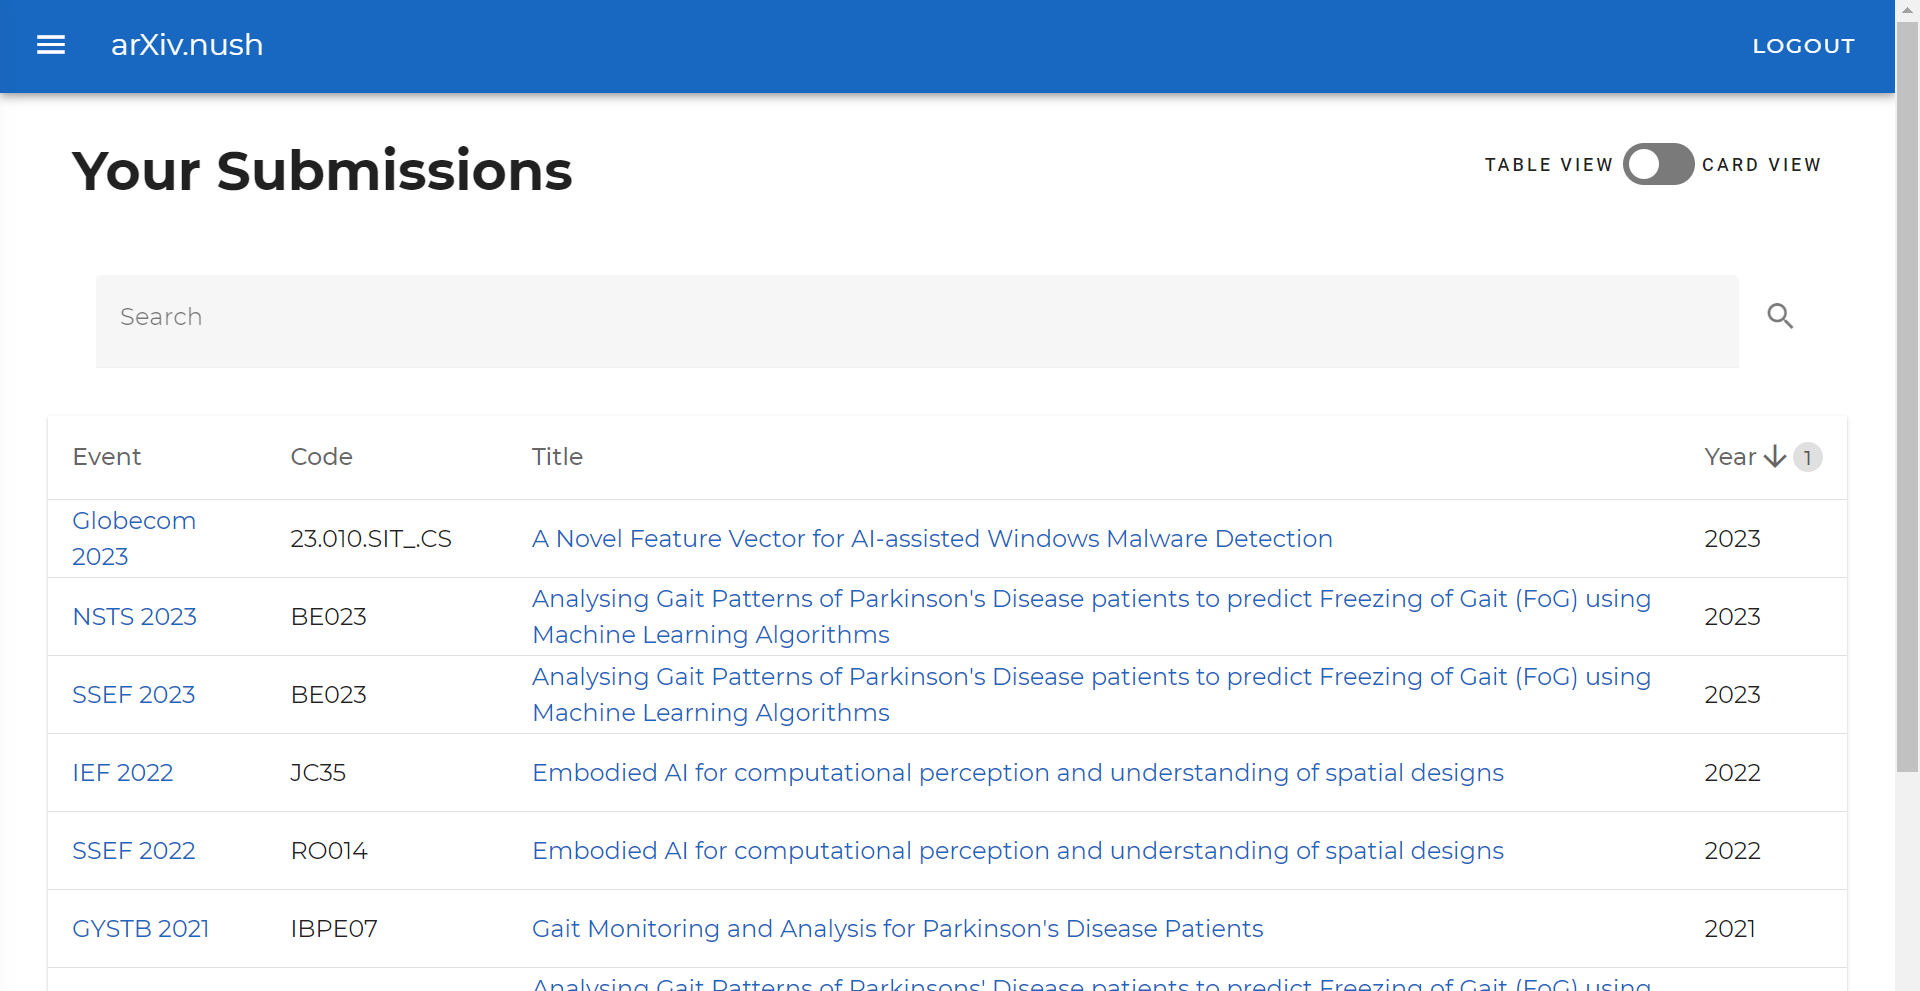 arXiv.nush
LOGOUT
Your Submissions
TABLE VIEW
CARD VIEW
Search
Event Code Title Year 1
Globecom
2023
23.010.SIT_.CS A Novel Feature Vector for AI-assisted Windows Malware Detection 2023
NSTS 2023 BE023 Analysing Gait Patterns of Parkinson's Disease patients to predict Freezing of Gait (FoG) using
Machine Learning Algorithms
2023
SSEF 2023 BE023 Analysing Gait Patterns of Parkinson's Disease patients to predict Freezing of Gait (FoG) using
Machine Learning Algorithms
2023
IEF 2022 JC35 Embodied AI for computational perception and understanding of spatial designs 2022
SSEF 2022 RO014 Embodied AI for computational perception and understanding of spatial designs 2022
GYSTB 2021 IBPE07 Gait Monitoring and Analysis for Parkinson's Disease Patients 2021
Analysing Gait Patterns of Parkinsons' Disease patients to predict Freezing of Gait (FoG) using